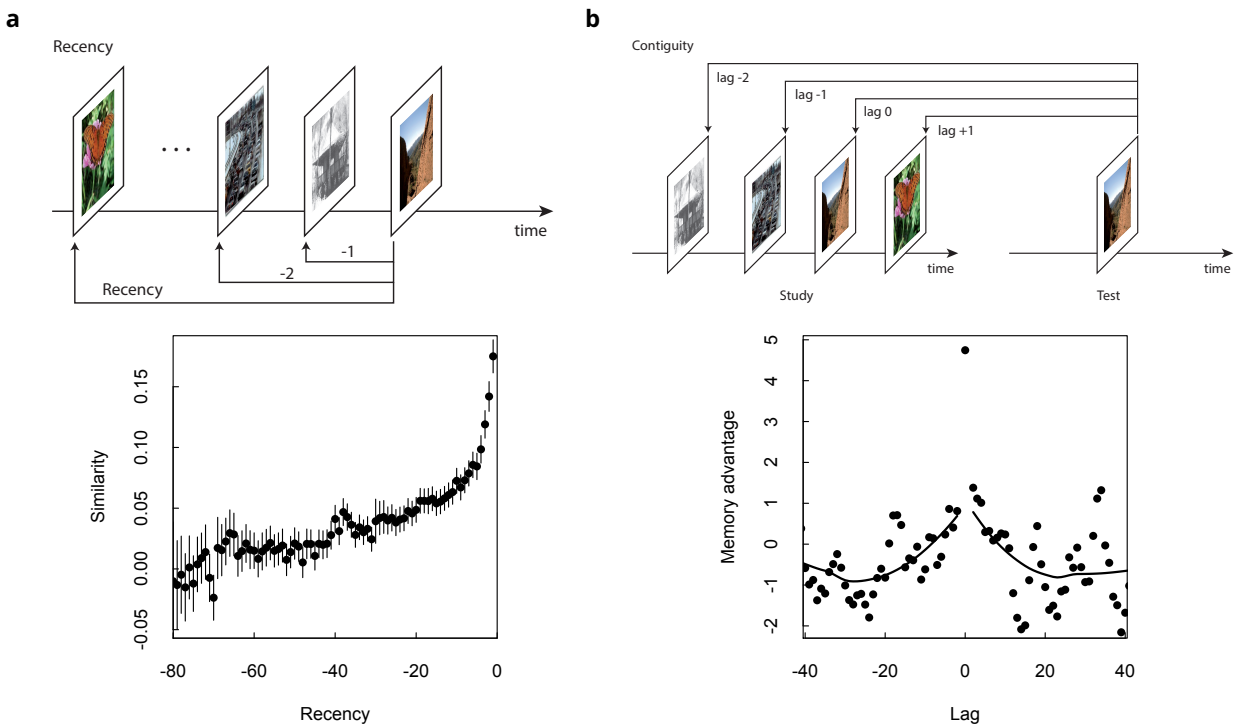 a
Recency
. . .
time
-1
-2
Recency
0.15
0.10
0.05
0.00
-0.05
Similarity
-80 -60 -40 -20 0
Recency
b
Contiguity
lag -2
lag -1
lag 0
lag +1
time
time
Study
Test
5
4
3
2
1
0
-1
-2
Memory advantage
-40 -20 0 20 40
Lag